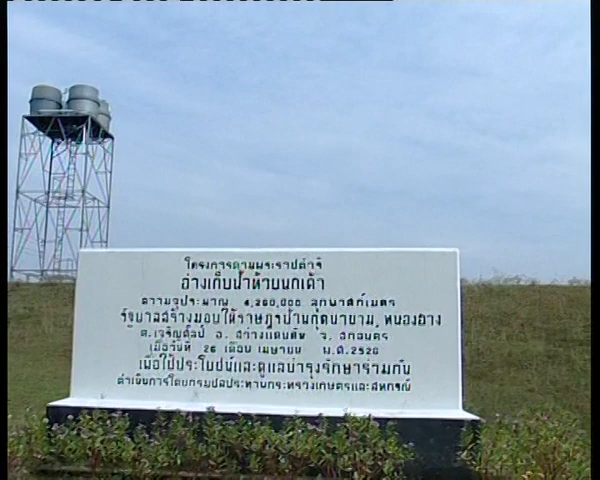 โครงการตามพระราชดำริ
อ่างเก็บน้ำห้วยนกเค้า
ความจุประมาณ 4,260,000 ลูกบาศก์เมตร
รัฐบาลสร้างมอบให้ราษฎรบ้านกุดนาขาม, หนองฮาง
ต.เจริญศิลป์ อ.สว่างแดนดิน จ.สกลนคร
เมื่อวันที่ 26 เดือน เมษายน พ.ศ.2526
เพื่อใช้ประโยชน์และดูแลบำรุงรักษาร่วมกัน
ดำเนินการโดยกรมชลประทานกระทรวงเกษตรและสหกรณ์